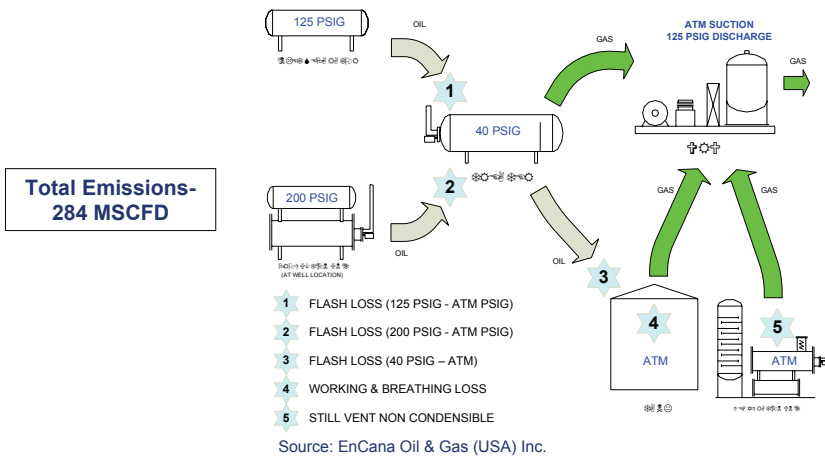 125 PSIG
OIL
GAS
ATM SUCTION
125 PSIG DISCHARGE
GAS
1
40 PSIG
Total Emissions-
284 MSCFD
2
200 PSIG
OIL
(AT WELL LOCATION)
GAS
GAS
OIL
3
1 FLASH LOSS (125 PSIG - ATM PSIG)
2 FLASH LOSS (200 PSIG - ATM PSIG)
3 FLASH LOSS (40 PSIG – ATM)
4 WORKING & BREATHING LOSS
5 STILL VENT NON CONDENSIBLE
4
ATM
5
ATM
Source: EnCana Oil & Gas (USA) Inc.